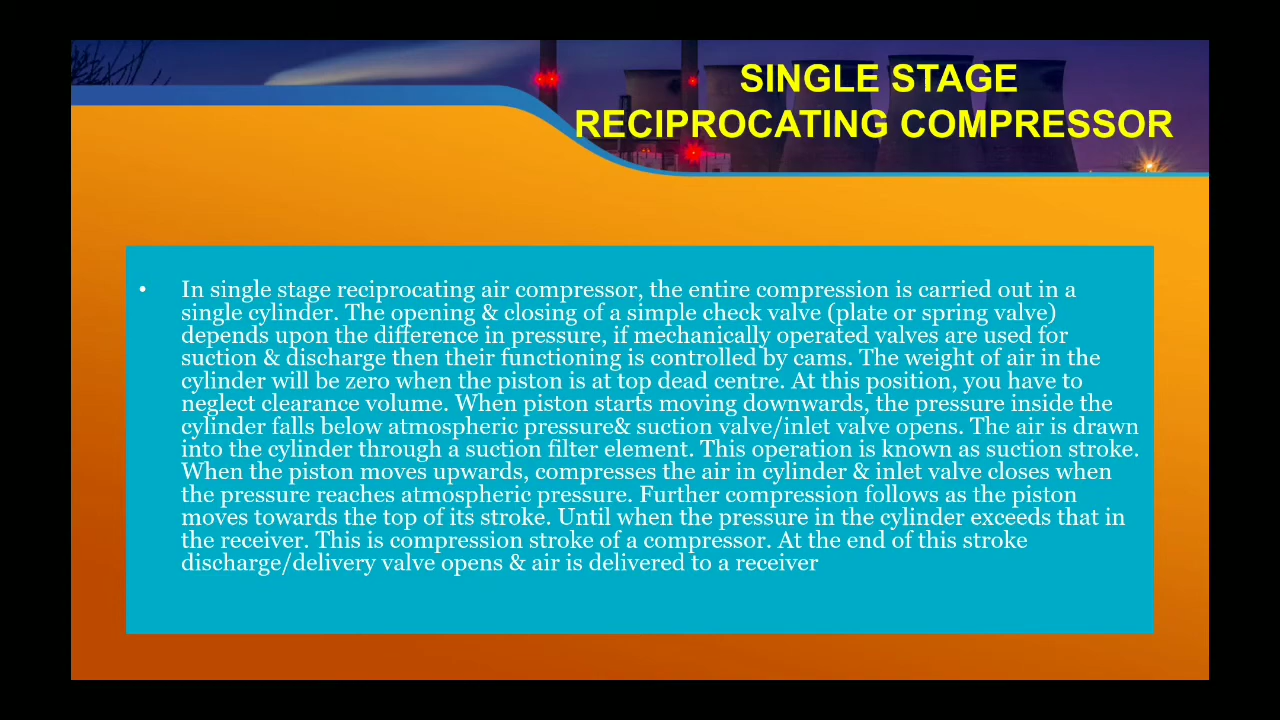 SINGLE STAGE
RECIPROCATING COMPRESSOR
• In single stage reciprocating air compressor, the entire compression is carried out in a
single cylinder. The opening & closing of a simple check valve (plate or spring valve)
depends upon the difference in pressure, if mechanically operated valves are used for
suction & discharge then their functioning is controlled by cams. The weight of air in the
cylinder will be zero when the piston is at top dead centre. At this position, you have to
neglect clearance volume. When piston starts moving downwards, the pressure inside the
cylinder falls below atmospheric pressure& suction valve/inlet valve opens. The air is drawn
into the cylinder through a suction filter element. This operation is known as suction stroke.
When the piston moves upwards, compresses the air in cylinder & inlet valve closes when
the pressure reaches atmospheric pressure. Further compression follows as the piston
moves towards the top of its stroke. Until when the pressure in the cylinder exceeds that in
the receiver. This is compression stroke of a compressor. At the end of this stroke
discharge/delivery valve opens & air is delivered to a receiver